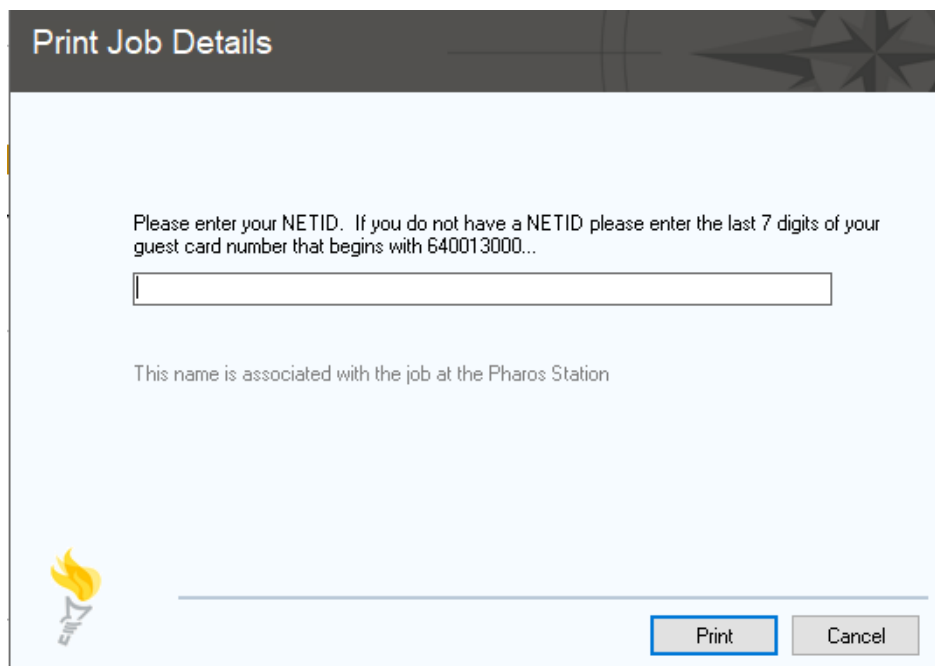 Print Job Details
Please enter your NETID.  If you do not have a NETID please enter the last 7 digits of your
guest card number that begins with 640013000...
This name is associated with the job at the Pharos Station
Print
Cancel